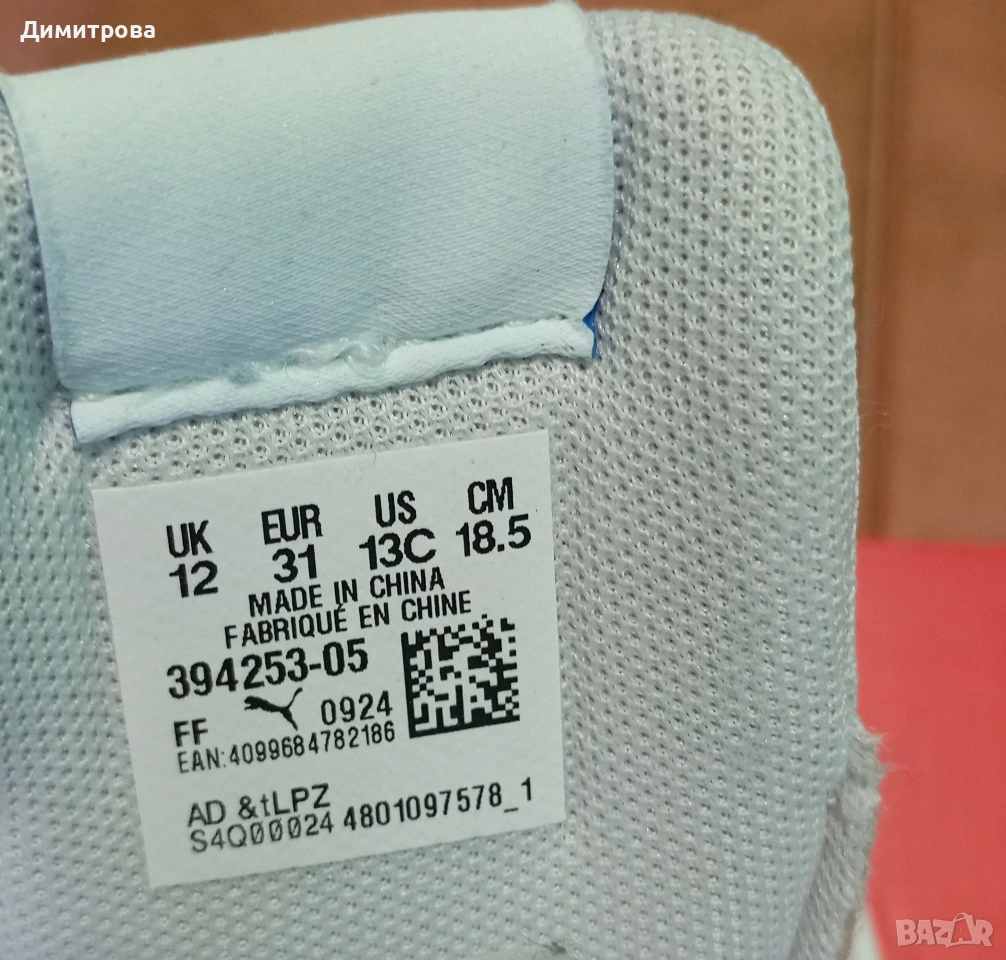 Димитрова
UK EUR US CM
12 31 13C 18.5
MADE IN CHINA
FABRIQUÉ EN CHINE
394253-05
FF 0924
EAN:4099684782186
AD &tLPZ
S4Q00024 4801097578_1
BAZAR